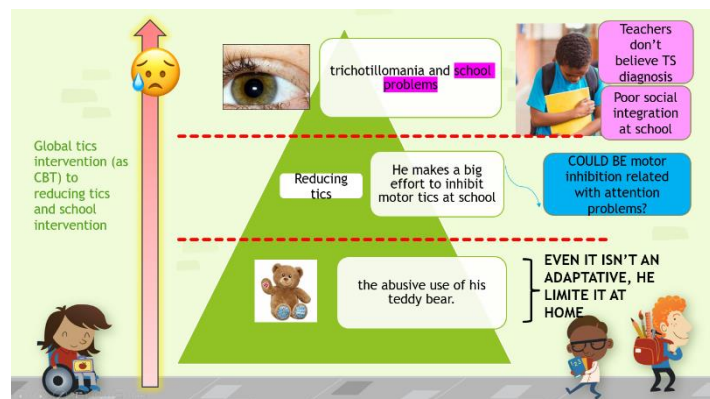 Teachers
don't
believe TS
diagnosis
trichotillomania and school
problems
Poor social
integration
at school
Global tics
intervention (as
CBT) to
reducing tics
and school
intervention
Reducing
tics
He makes a big
effort to inhibit
motor tics at school
COULD BE motor
inhibition related
with attention
problems?
the abusive use of his
teddy bear.
EVEN IT ISN'T AN
ADAPTATIVE, HE
LIMITE IT AT
HOME